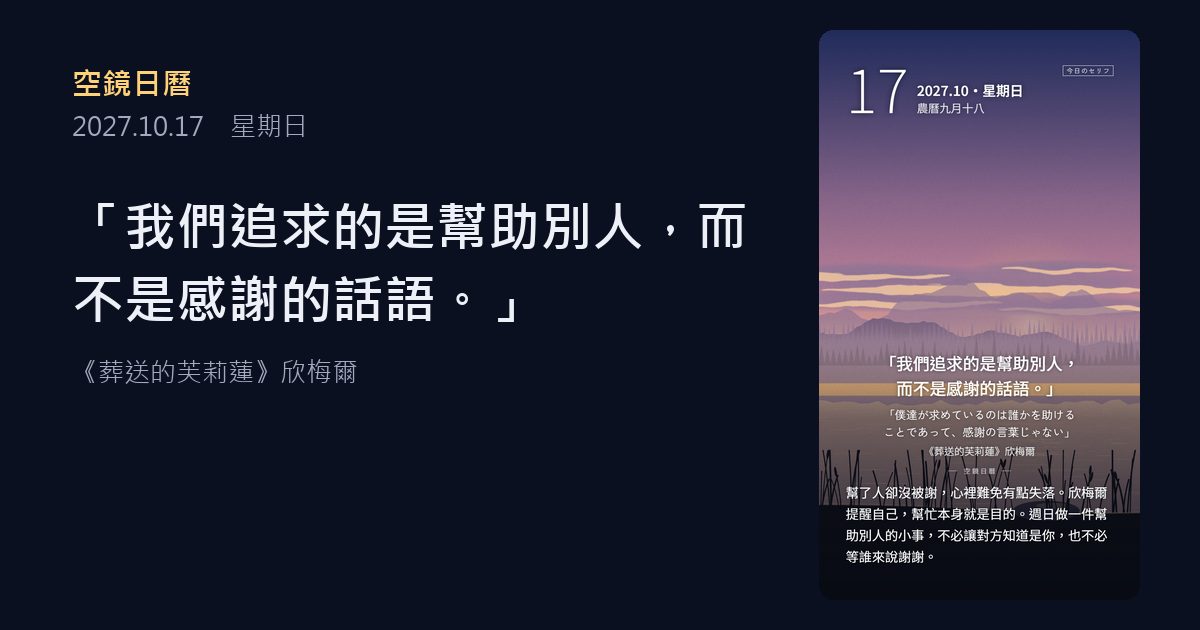 空鏡日曆
2027.10.17　星期日
「我們追求的是幫助別人，而
不是感謝的話語。」
《葬送的芙莉蓮》欣梅爾
17
2027.10・星期日
農曆九月十八
今日のセリフ
「我們追求的是幫助別人，
而不是感謝的話語。」
「僕達が求めているのは誰かを助ける
ことであって、感謝の言葉じゃない」
《葬送的芙莉蓮》欣梅爾
— 空鏡日曆 —
幫了人卻沒被謝，心裡難免有點失落。欣梅爾
提醒自己，幫忙本身就是目的。週日做一件幫
助別人的小事，不必讓對方知道是你，也不必
等誰來說謝謝。